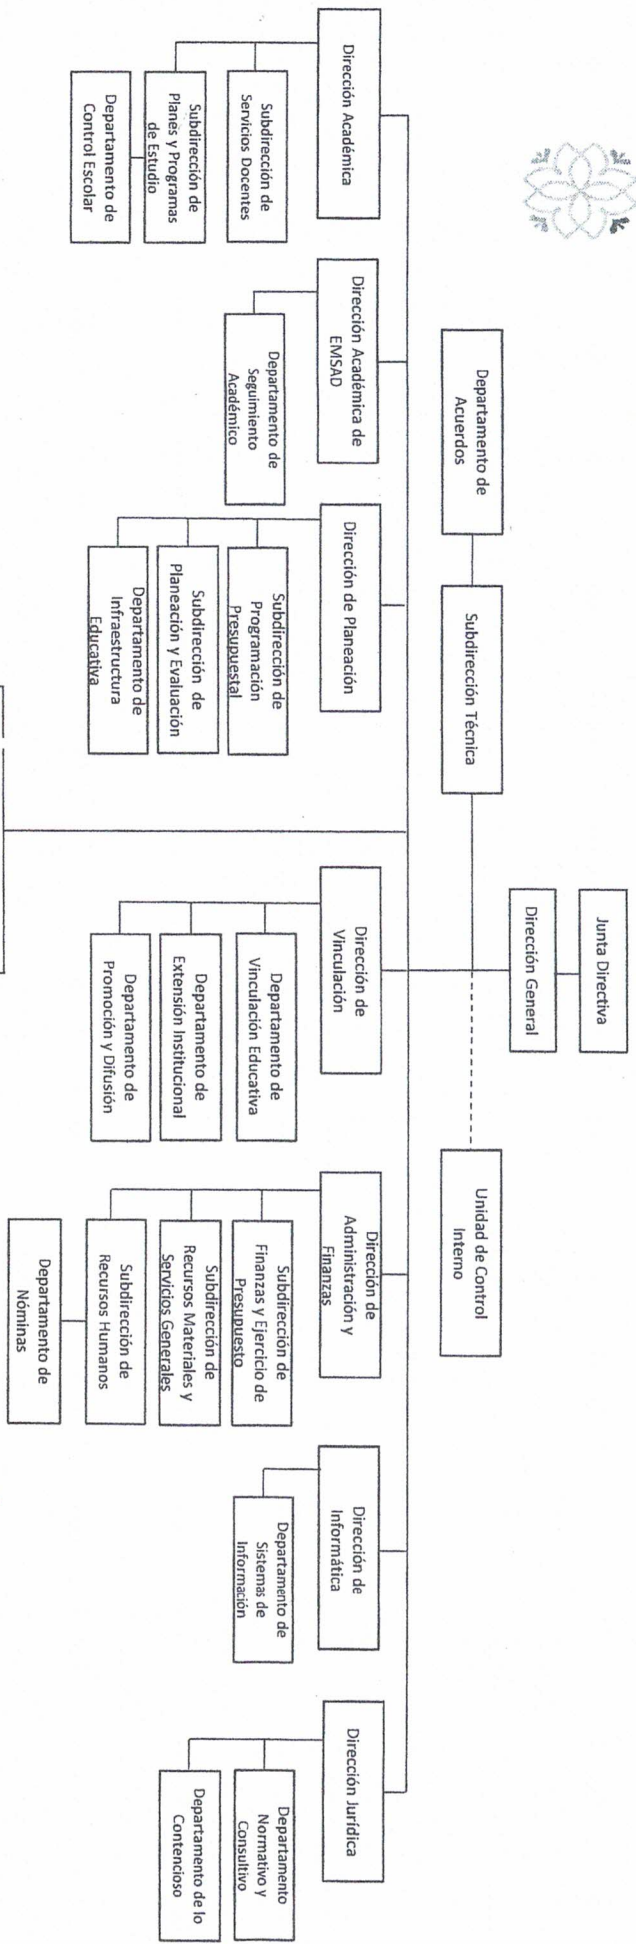 Junta Directiva
Dirección General
Departamento de
Acuerdos
Subdirección Técnica
Unidad de Control
Interno
Dirección Académica
Subdirección de
Servicios Docentes
Subdirección de
Planes y Programas
de Estudio
Departamento de
Control Escolar
Dirección Académica de
EMSAD
Departamento de
Seguimiento
Académico
Dirección de Planeación
Subdirección de
Programación
Presupuestal
Subdirección de
Planeación y Evaluación
Departamento de
Infraestructura
Educativa
Dirección de
Vinculación
Departamento de
Vinculación Educativa
Departamento de
Extensión Institucional
Departamento de
Promoción y Difusión
Dirección de
Administración y
Finanzas
Subdirección de
Finanzas y Ejercicio de
Presupuesto
Subdirección de
Recursos Materiales y
Servicios Generales
Subdirección de
Recursos Humanos
Departamento de
Nóminas
Dirección de
Informática
Departamento de
Sistemas de
Información
Dirección Jurídica
Departamento
Normativo y
Consultivo
Departamento de lo
Contencioso